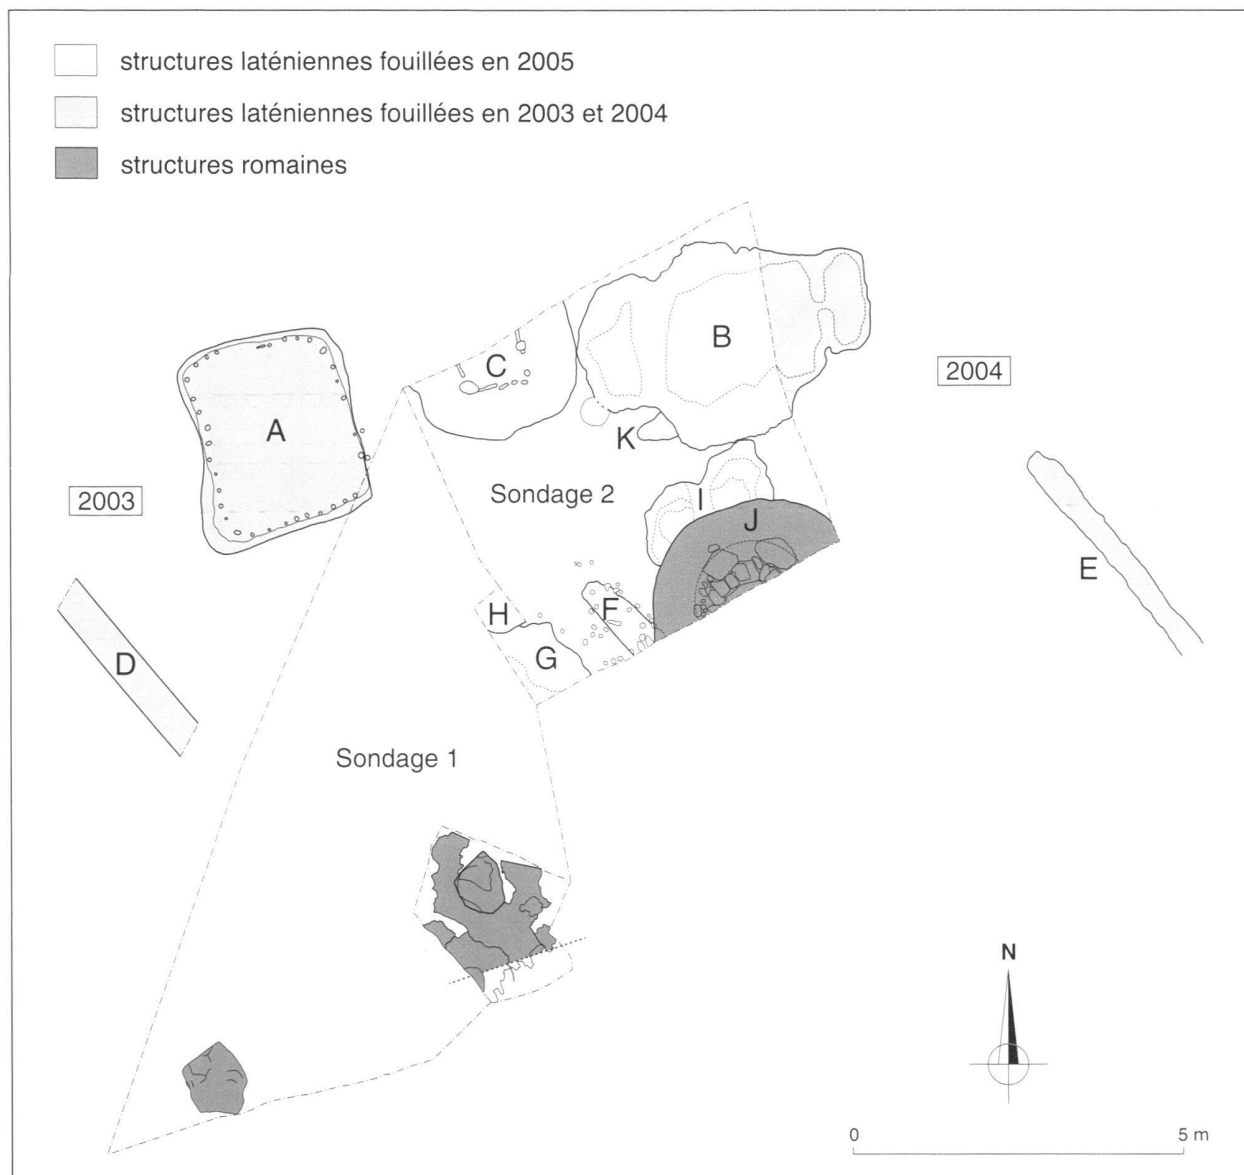 structures laténiennes fouillées en 2005
structures laténiennes fouillées en 2003 et 2004
structures romaines
B
C
2004
A
K
2003
Sondage 2
I
J
E
H
F
G
D
Sondage 1
N
0
5 m